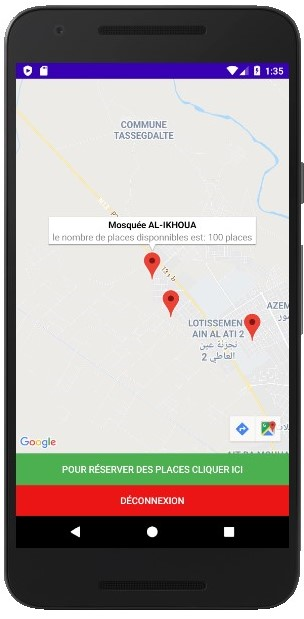 1:35
COMMUNE
TASSEGDALTE
Mosquée AL-IKHOUA
le nombre de places disponnibles est: 100 places
LOTISSEMEN
AIN AL ATI 2
تجزئة عين
العاطي 2
AZEM
Google
POUR RÉSERVER DES PLACES CLIQUER ICI
DÉCONNEXION